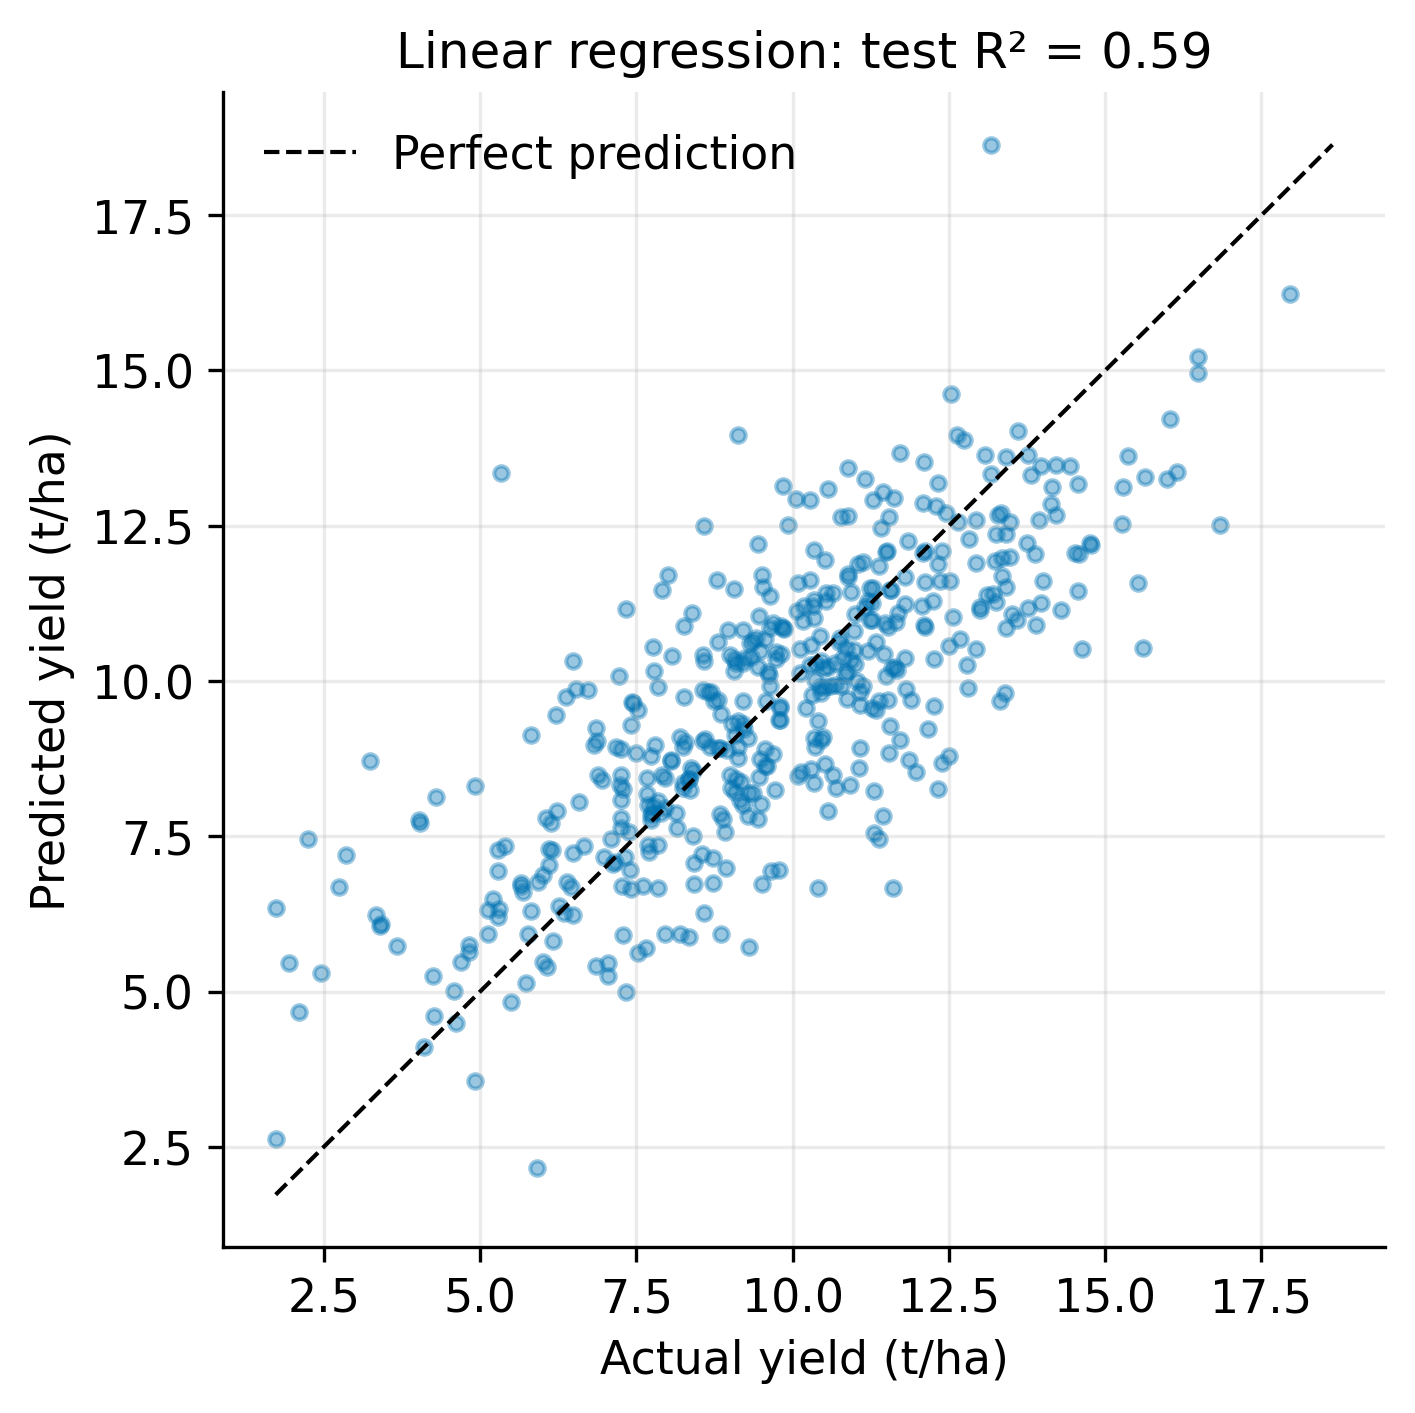 Linear regression: test R² = 0.59
Perfect prediction
17.5
15.0
12.5
10.0
7.5
5.0
2.5
Predicted yield (t/ha)
2.5 5.0 7.5 10.0 12.5 15.0 17.5
Actual yield (t/ha)